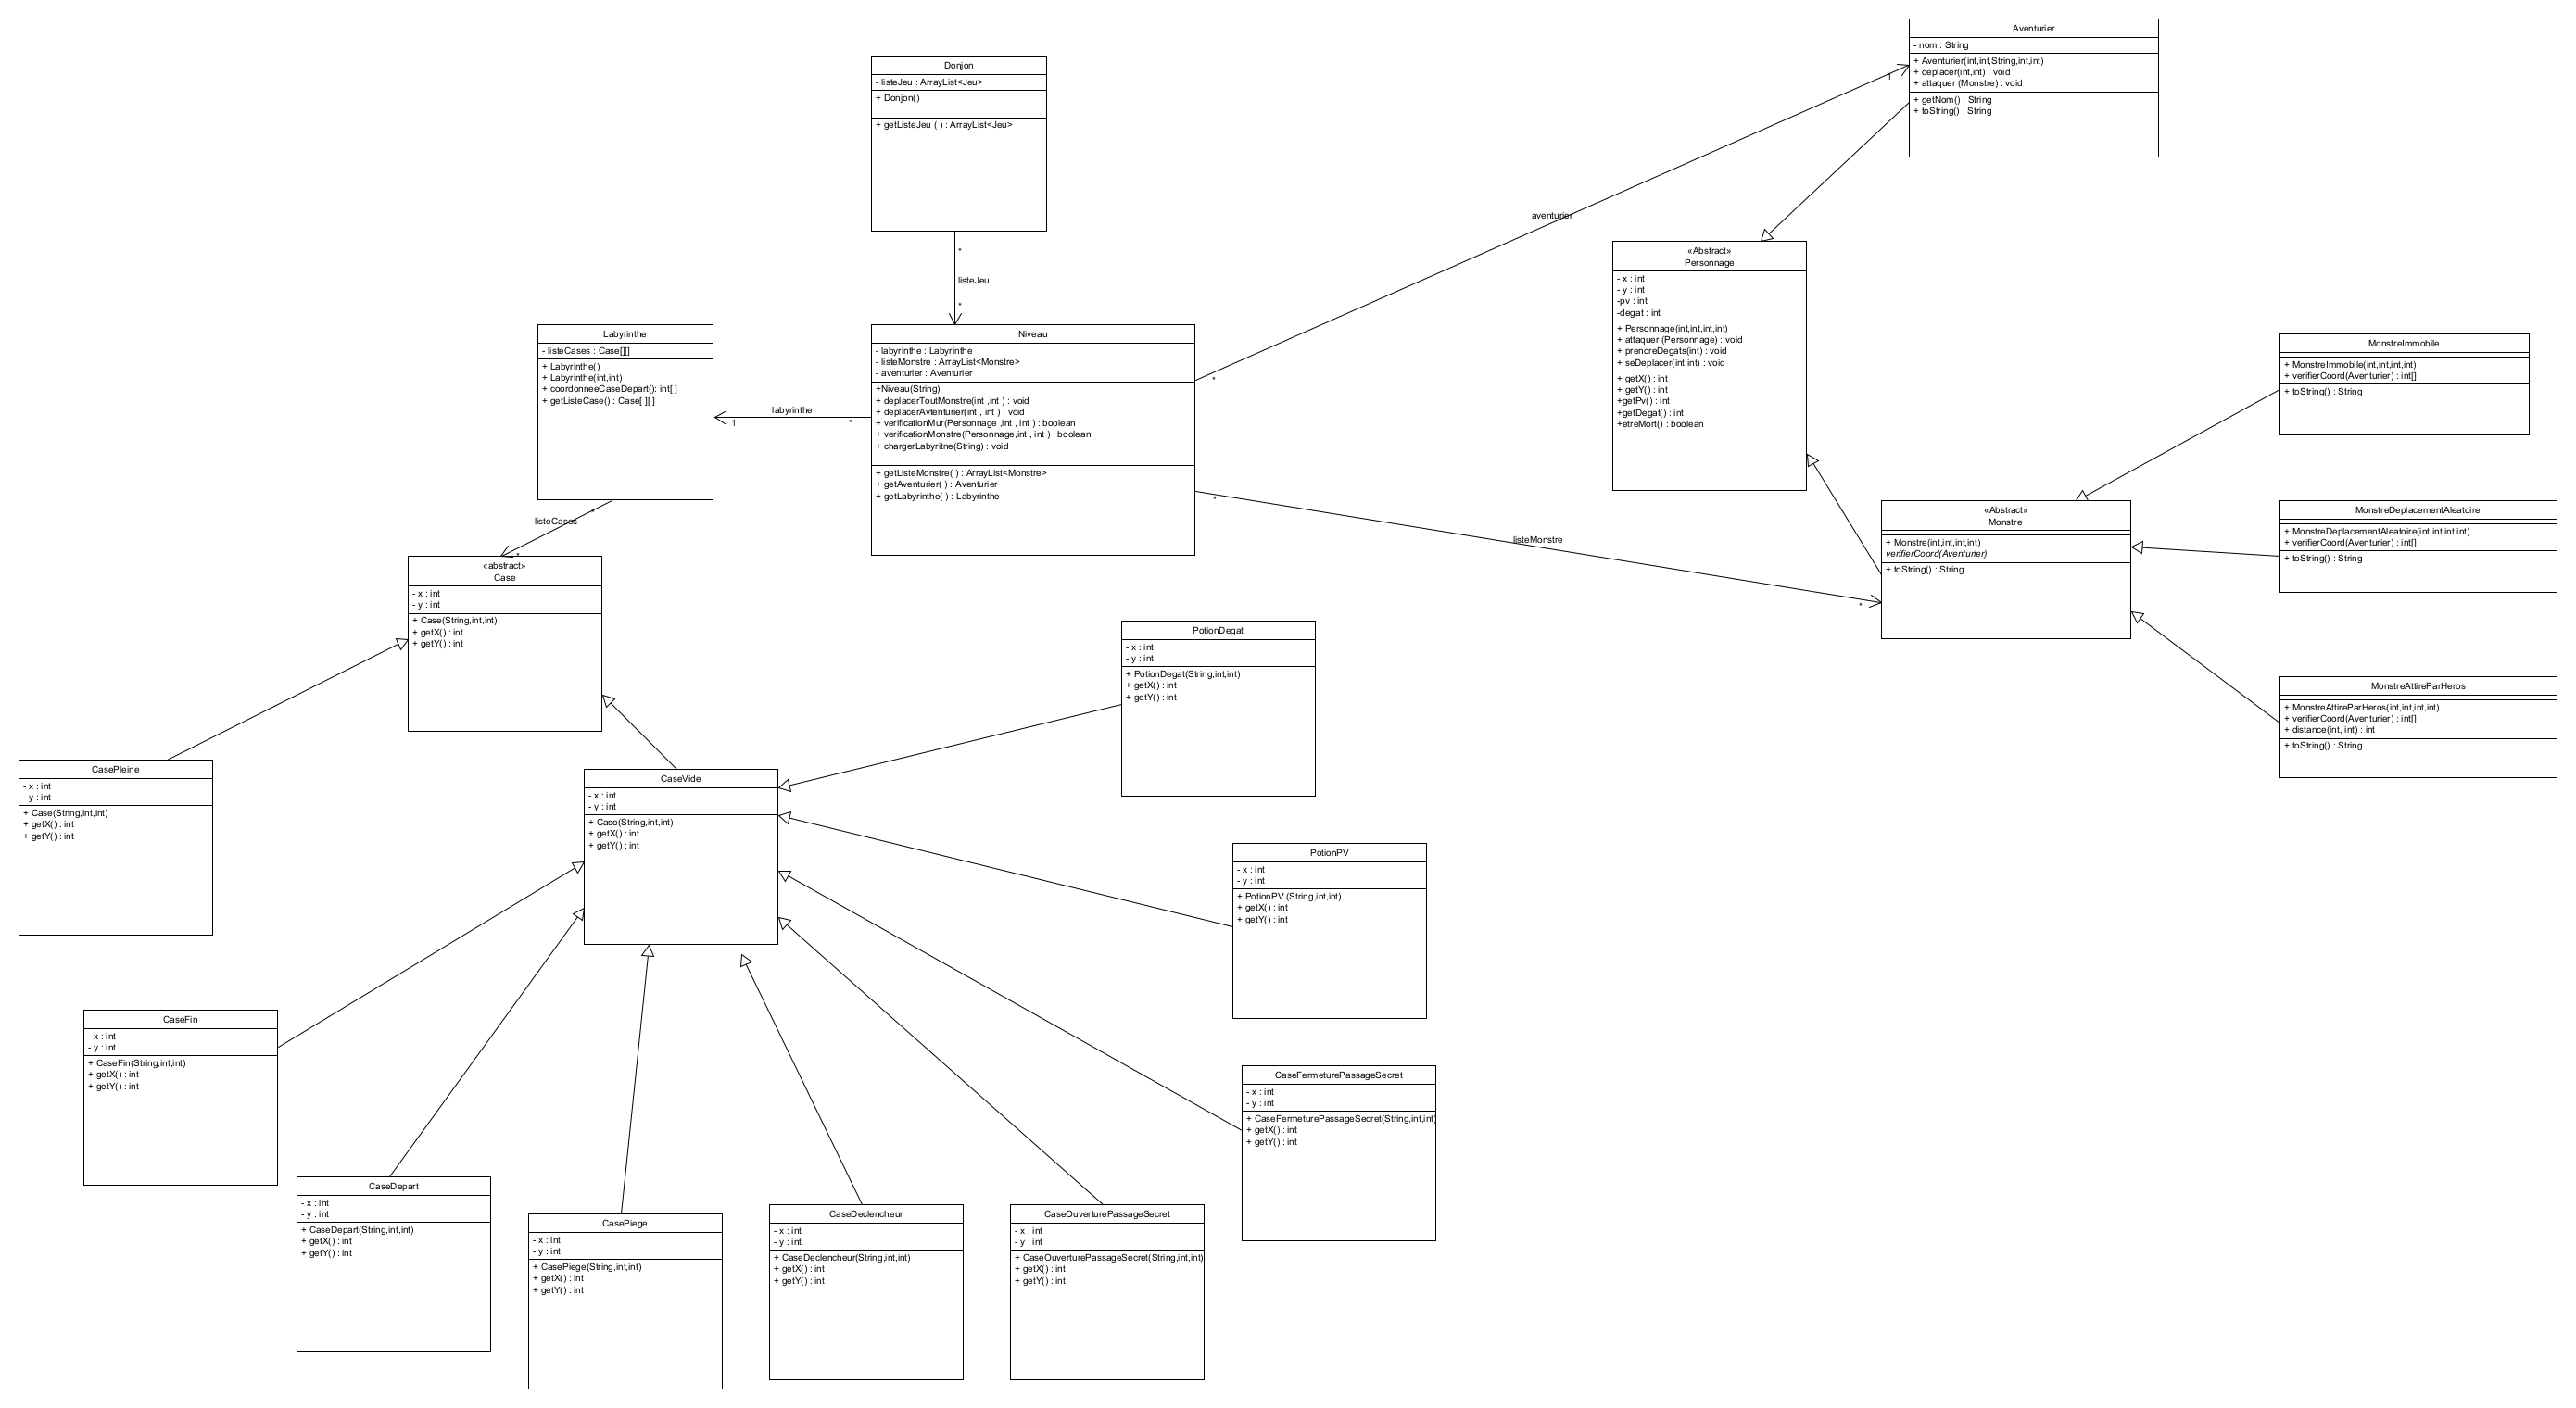 Aventurier
- nom : String
+ Aventurier(int,int,String,int,int)
+ deplacer(int,int) : void
+ attaquer (Monstre) : void
+ getNom() : String
+ toString() : String
Donjon
- listeJeu : ArrayList<Jeu>
+ Donjon()
+ getListeJeu ( ) : ArrayList<Jeu>
1
aventurier
*
*
listeJeu
*
«Abstract»
Personnage
- x : int
- y : int
-pv : int
-degat : int
+ Personnage(int,int,int,int)
+ attaquer (Personnage) : void
+ prendreDegats(int) : void
+ seDeplacer(int,int) : void
+ getX() : int
+ getY() : int
+getPv() : int
+getDegat() : int
+etreMort() : boolean
Labyrinthe
- listeCases : Case[][]
+ Labyrinthe()
+ Labyrinthe(int,int)
+ coordonneeCaseDepart(): int[ ]
+ getListeCase() : Case[ ][ ]
labyrinthe
1
*
Niveau
- labyrinthe : Labyrinthe
- listeMonstre : ArrayList<Monstre>
- aventurier : Aventurier
+Niveau(String)
+ deplacerToutMonstre(int ,int ) : void
+ deplacerAvtenturier(int , int ) : void
+ verificationMur(Personnage ,int , int ) : boolean
+ verificationMonstre(Personnage,int , int ) : boolean
+ chargerLabyritne(String) : void
+ getListeMonstre( ) : ArrayList<Monstre>
+ getAventurier( ) : Aventurier
+ getLabyrinthe( ) : Labyrinthe
*
listeMonstre
*
MonstreImmobile
+ MonstreImmobile(int,int,int,int)
+ verifierCoord(Aventurier) : int[]
+ toString() : String
«Abstract»
Monstre
+ Monstre(int,int,int,int)
verifierCoord(Aventurier)
+ toString() : String
MonstreDeplacementAleatoire
+ MonstreDeplacementAleatoire(int,int,int,int)
+ verifierCoord(Aventurier) : int[]
+ toString() : String
MonstreAttireParHeros
+ MonstreAttireParHeros(int,int,int,int)
+ verifierCoord(Aventurier) : int[]
+ distance(int, int) : int
+ toString() : String
*
listeCases
*
«abstract»
Case
- x : int
- y : int
+ Case(String,int,int)
+ getX() : int
+ getY() : int
PotionDegat
- x : int
- y : int
+ PotionDegat(String,int,int)
+ getX() : int
+ getY() : int
CasePleine
- x : int
- y : int
+ Case(String,int,int)
+ getX() : int
+ getY() : int
CaseVide
- x : int
- y : int
+ Case(String,int,int)
+ getX() : int
+ getY() : int
PotionPV
- x : int
- y : int
+ PotionPV (String,int,int)
+ getX() : int
+ getY() : int
CaseFin
- x : int
- y : int
+ CaseFin(String,int,int)
+ getX() : int
+ getY() : int
CaseFermeturePassageSecret
- x : int
- y : int
+ CaseFermeturePassageSecret(String,int,int)
+ getX() : int
+ getY() : int
CaseDepart
- x : int
- y : int
+ CaseDepart(String,int,int)
+ getX() : int
+ getY() : int
CasePiege
- x : int
- y : int
+ CasePiege(String,int,int)
+ getX() : int
+ getY() : int
CaseDeclencheur
- x : int
- y : int
+ CaseDeclencheur(String,int,int)
+ getX() : int
+ getY() : int
CaseOuverturePassageSecret
- x : int
- y : int
+ CaseOuverturePassageSecret(String,int,int)
+ getX() : int
+ getY() : int